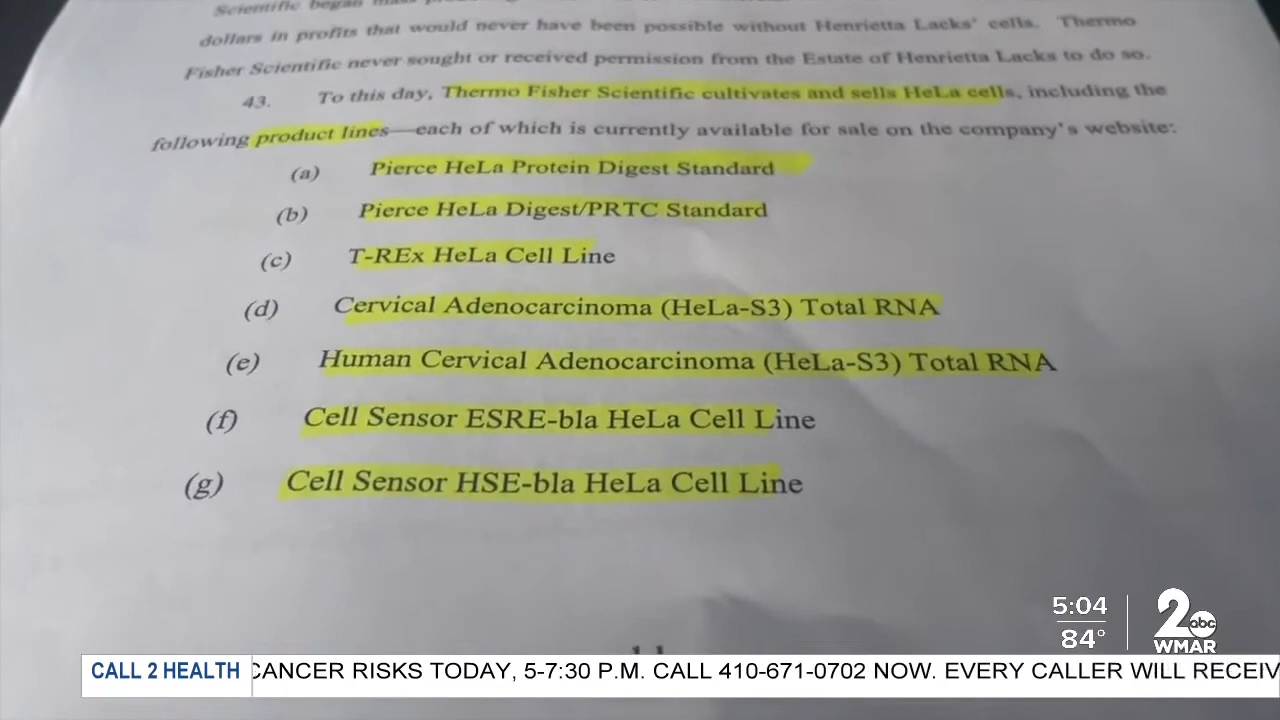 Scientific began mass
dollars in profits that would never have been possible without Henrietta Lacks' cells. Thermo
Fisher Scientific never sought or received permission from the Estate of Henrietta Lacks to do so.
43. To this day, Thermo Fisher Scientific cultivates and sells HeLa cells, including the
following product lines—each of which is currently available for sale on the company's website:
(a) Pierce HeLa Protein Digest Standard
(b) Pierce HeLa Digest/PRTC Standard
(c) T-REx HeLa Cell Line
(d) Cervical Adenocarcinoma (HeLa-S3) Total RNA
(e) Human Cervical Adenocarcinoma (HeLa-S3) Total RNA
(f) Cell Sensor ESRE-bla HeLa Cell Line
(g) Cell Sensor HSE-bla HeLa Cell Line
5:04
84°
2 abc
WMAR
CALL 2 HEALTH CANCER RISKS TODAY, 5-7:30 P.M. CALL 410-671-0702 NOW. EVERY CALLER WILL RECEIV